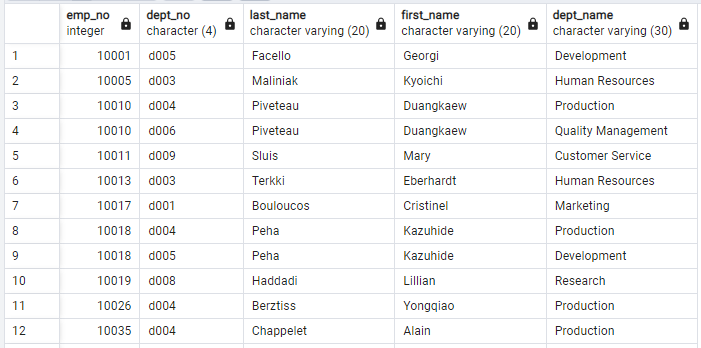 emp_no dept_no last_name first_name dept_name
integer character (4) character varying (20) character varying (20) character varying (30)
1 10001 d005 Facello Georgi Development
2 10005 d003 Maliniak Kyoichi Human Resources
3 10010 d004 Piveteau Duangkaew Production
4 10010 d006 Piveteau Duangkaew Quality Management
5 10011 d009 Sluis Mary Customer Service
6 10013 d003 Terkki Eberhardt Human Resources
7 10017 d001 Bouloucos Cristinel Marketing
8 10018 d004 Peha Kazuhide Production
9 10018 d005 Peha Kazuhide Development
10 10019 d008 Haddadi Lillian Research
11 10026 d004 Berztiss Yongqiao Production
12 10035 d004 Chappelet Alain Production